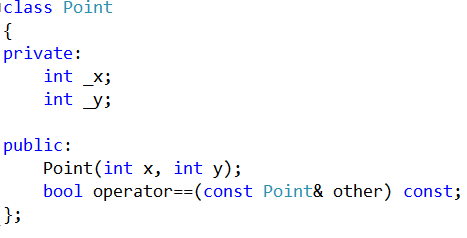 class Point
{
private:
    int _x;
    int _y;

public:
    Point(int x, int y);
    bool operator==(const Point& other) const;
};